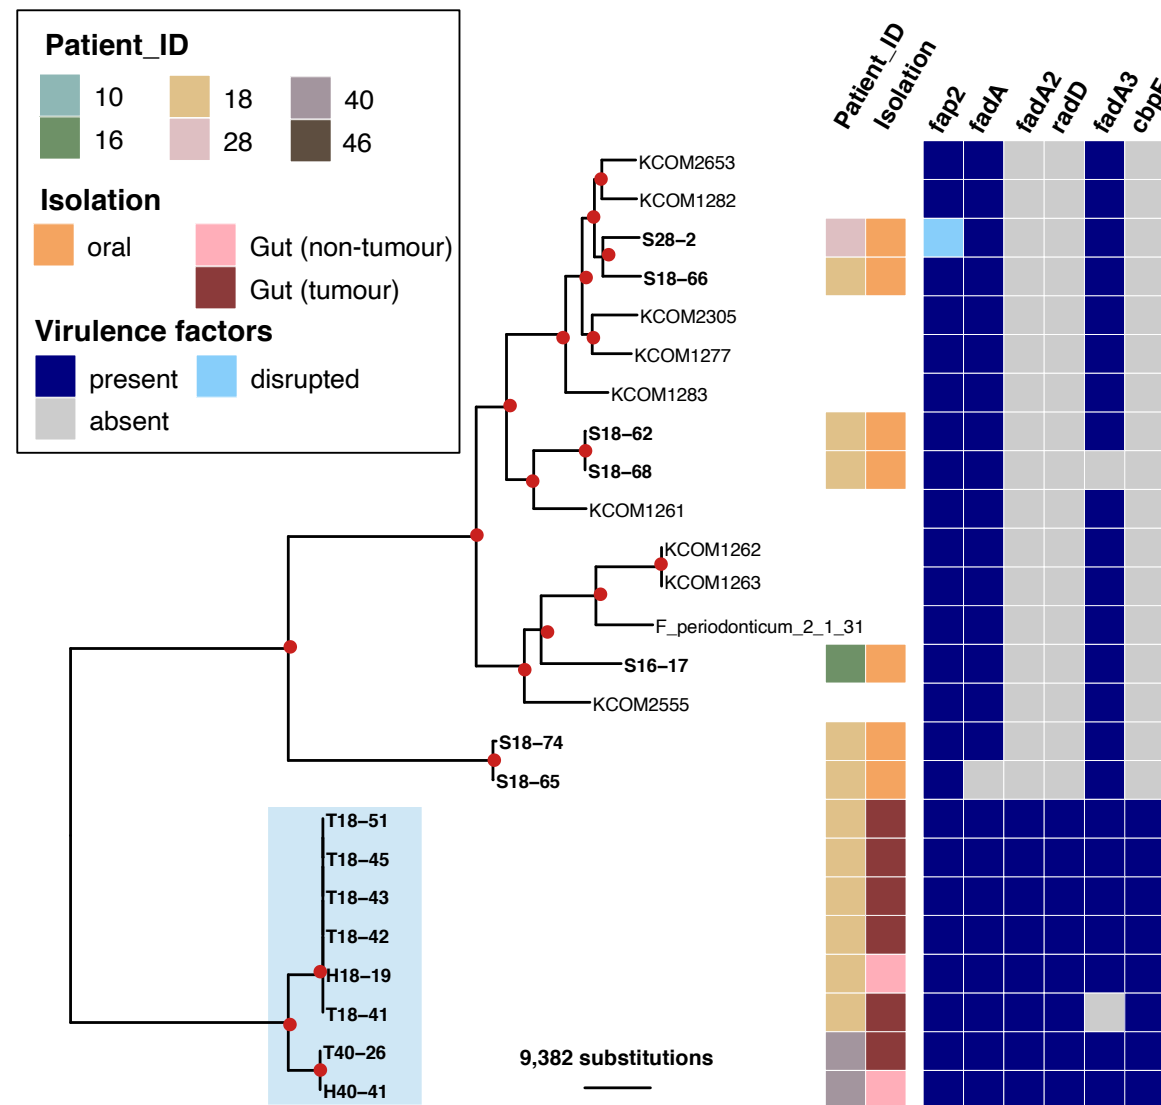 Patient_ID
10 18 40
16 28 46
Isolation
oral Gut (non-tumour)
Gut (tumour)
Virulence factors
present disrupted
absent
Patient_ID
Isolation
fap2
fadA
fadA2
radD
fadA3
KCOM2653
KCOM1282
S28–2
S18–66
KCOM2305
KCOM1277
KCOM1283
S18–62
S18–68
KCOM1261
KCOM1262
KCOM1263
F_periodonticum_2_1_31
S16–17
KCOM2555
S18–74
S18–65
T18–51
T18–45
T18–43
T18–42
H18–19
T18–41
T40–26
H40–41
9,382 substitutions